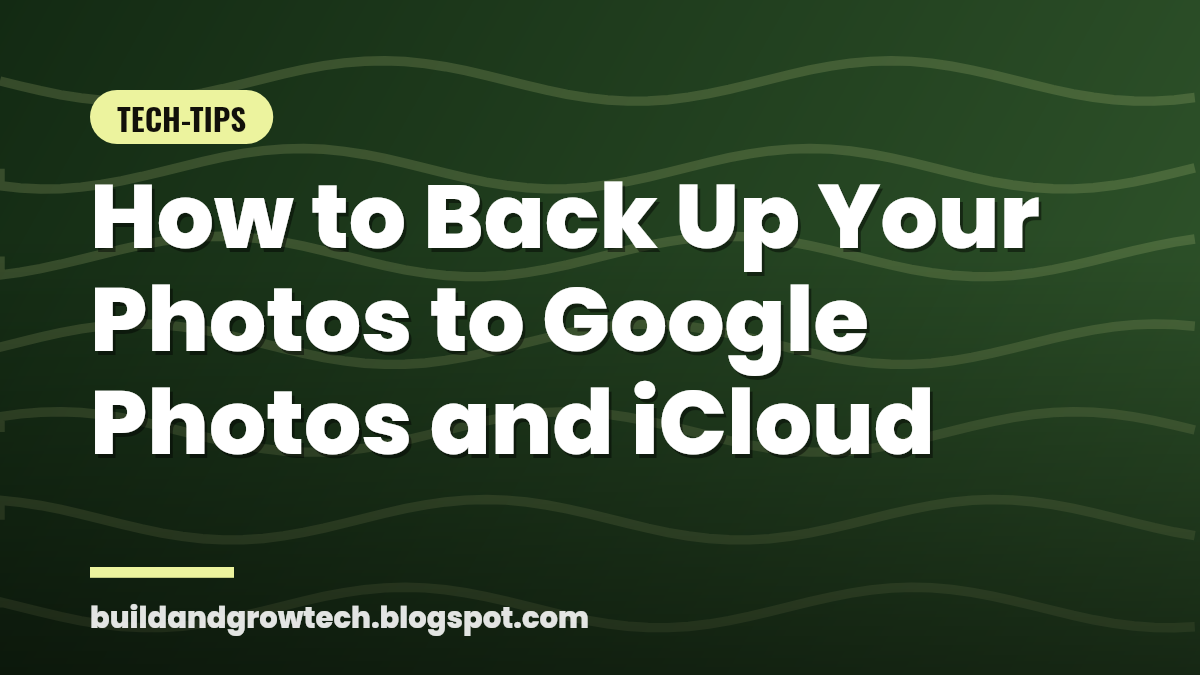 TECH-TIPS
How to Back Up Your
Photos to Google
Photos and iCloud
buildandgrowtech.blogspot.com